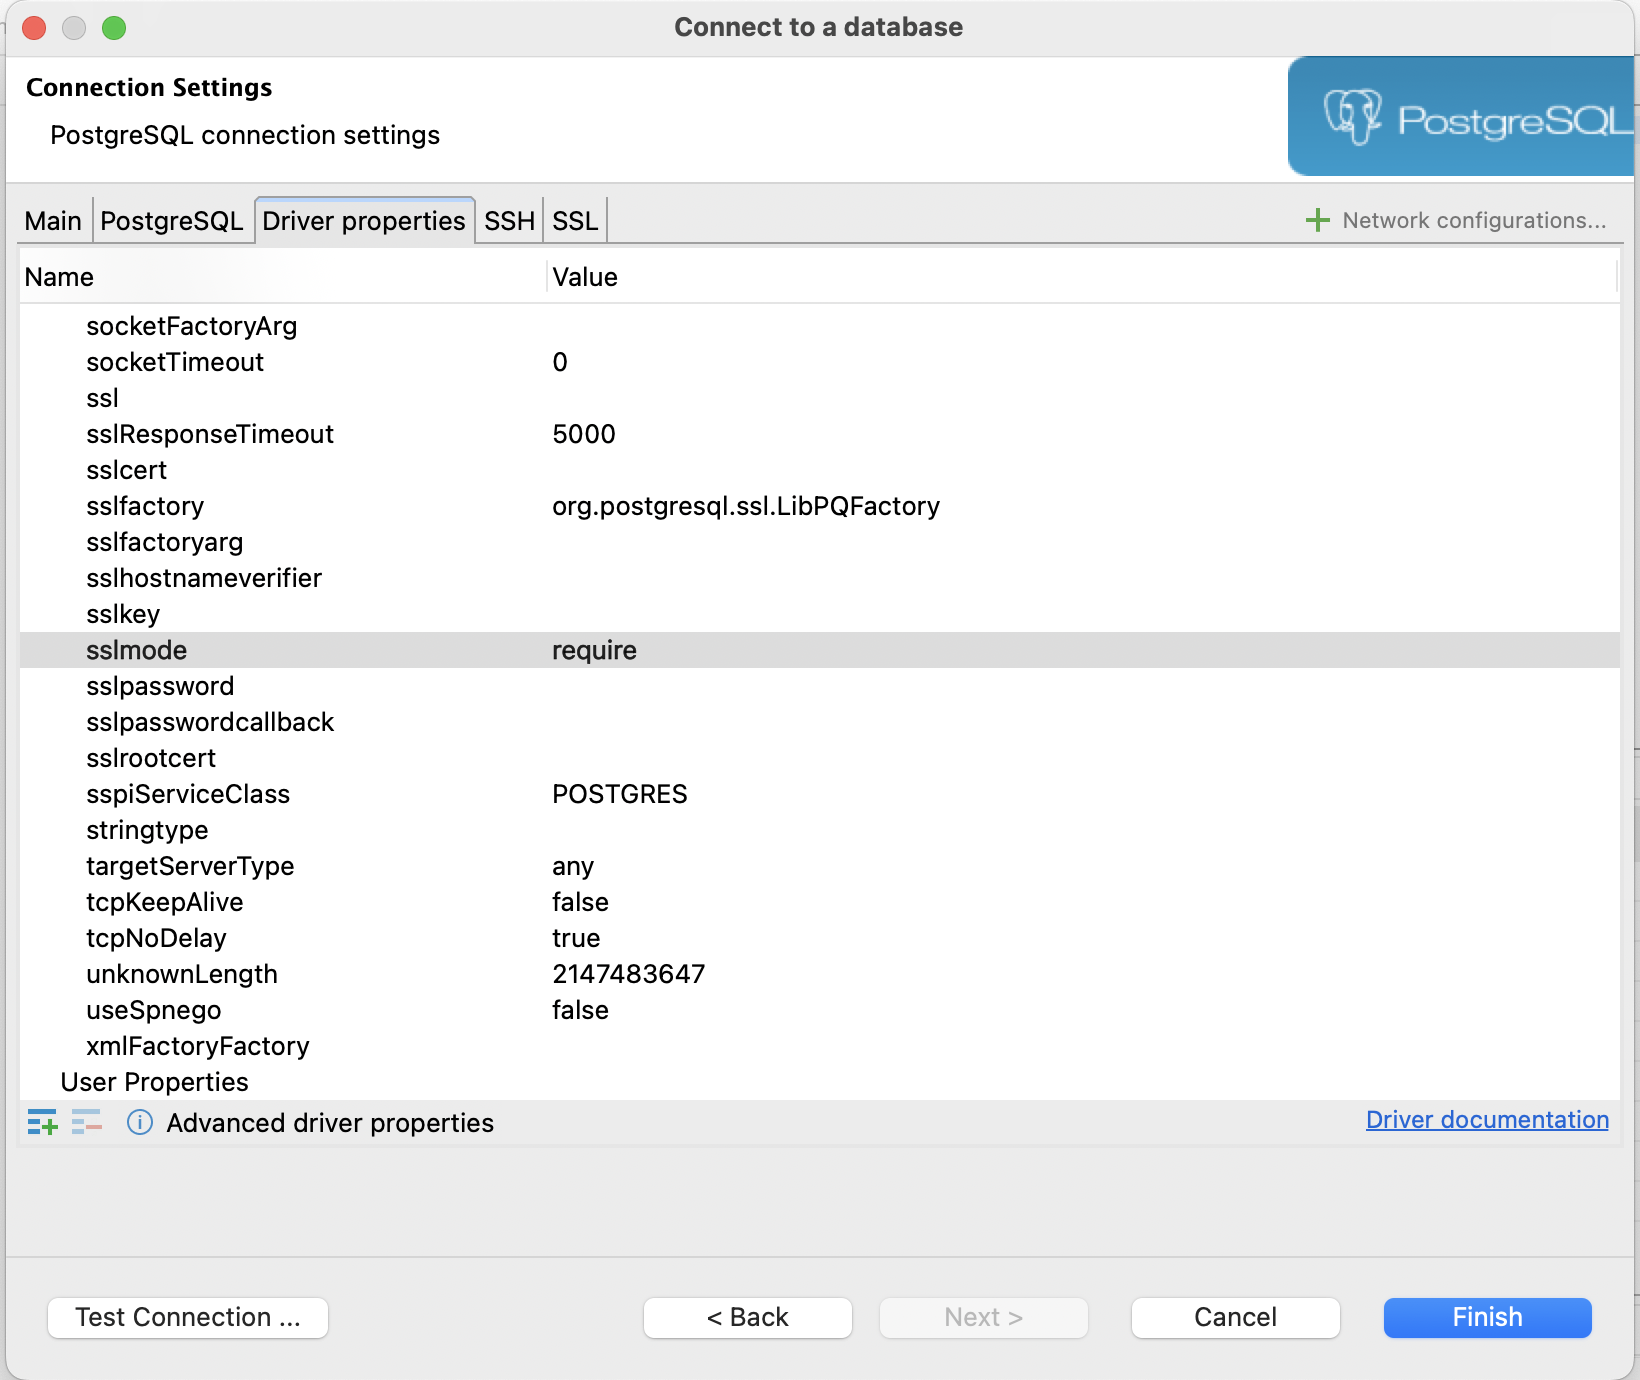 Connect to a database
Connection Settings
PostgreSQL connection settings
PostgreSQL
Main PostgreSQL Driver properties SSH SSL Network configurations...
Name Value
socketFactoryArg
socketTimeout 0
ssl
sslResponseTimeout 5000
sslcert
sslfactory org.postgresql.ssl.LibPQFactory
sslfactoryarg
sslhostnameverifier
sslkey
sslmode require
sslpassword
sslpasswordcallback
sslrootcert
sspiServiceClass POSTGRES
stringtype
targetServerType any
tcpKeepAlive false
tcpNoDelay true
unknownLength 2147483647
useSpnego false
xmlFactoryFactory
User Properties
Advanced driver properties Driver documentation
Test Connection ... < Back Next > Cancel Finish